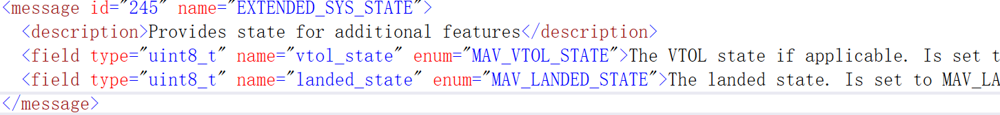 <message id="245" name="EXTENDED_SYS_STATE">
<description>Provides state for additional features</description>
<field type="uint8_t" name="vtol_state" enum="MAV_VTOL_STATE">The VTOL state if applicable. Is set t
<field type="uint8_t" name="landed_state" enum="MAV_LANDED_STATE">The landed state. Is set to MAV_LA
</message>